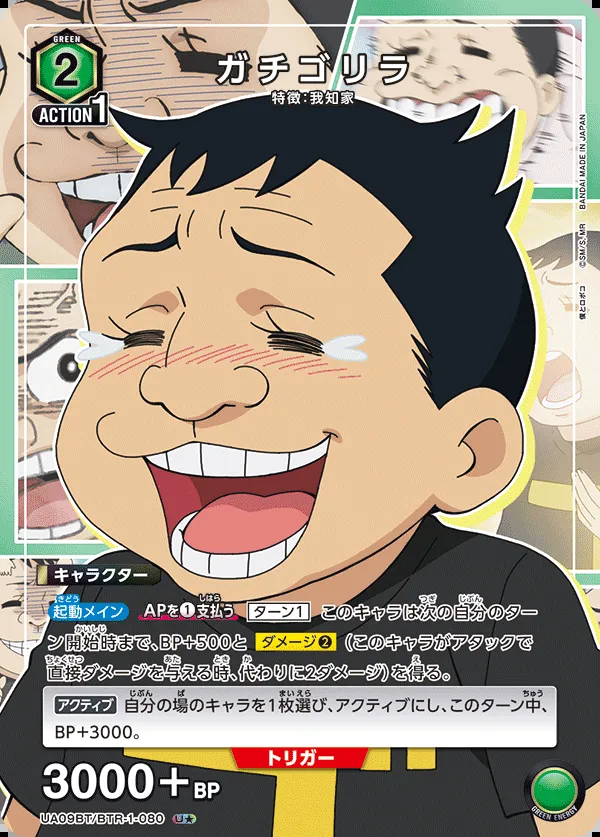 GREEN
2
ACTION 1
ガチゴリラ
特徴:我知家
BANDAI MADE IN JAPAN
©SM/S, MR
僕とロボコ
キャラクター
起動メイン APを1支払う ターン1 このキャラは次の自分のター
ン開始時まで、BP+500と ダメージ2 (このキャラがアタックで
直接ダメージを与える時、代わりに2ダメージ)を得る。
アクティブ 自分の場のキャラを1枚選び、アクティブにし、このターン中、
BP+3000。
トリガー
3000+BP
UA09BT/BTR-1-080 U★
GREEN ENERGY